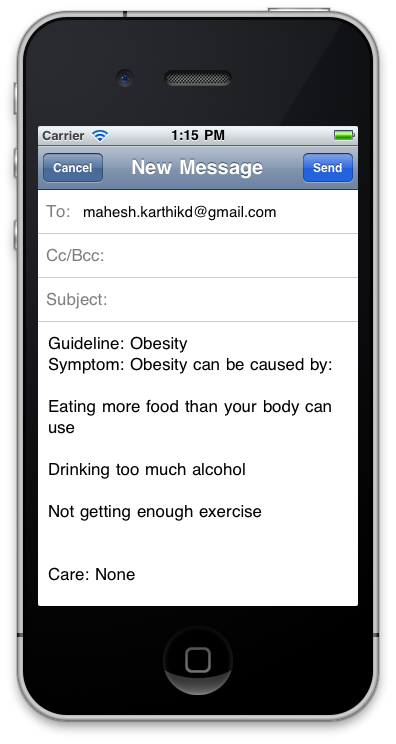 Carrier 1:15 PM
Cancel New Message Send
To: mahesh.karthikd@gmail.com
Cc/Bcc:
Subject:
Guideline: Obesity
Symptom: Obesity can be caused by:
Eating more food than your body can
use
Drinking too much alcohol
Not getting enough exercise
Care: None